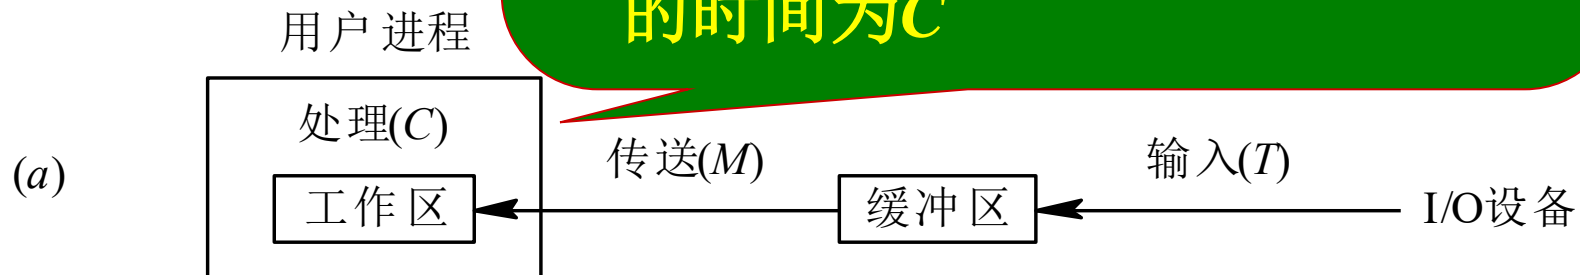 的时间为C
用户进程
处理(C)
传送(M)
输入(T)
(a)
工作区
缓冲区
I/O设备